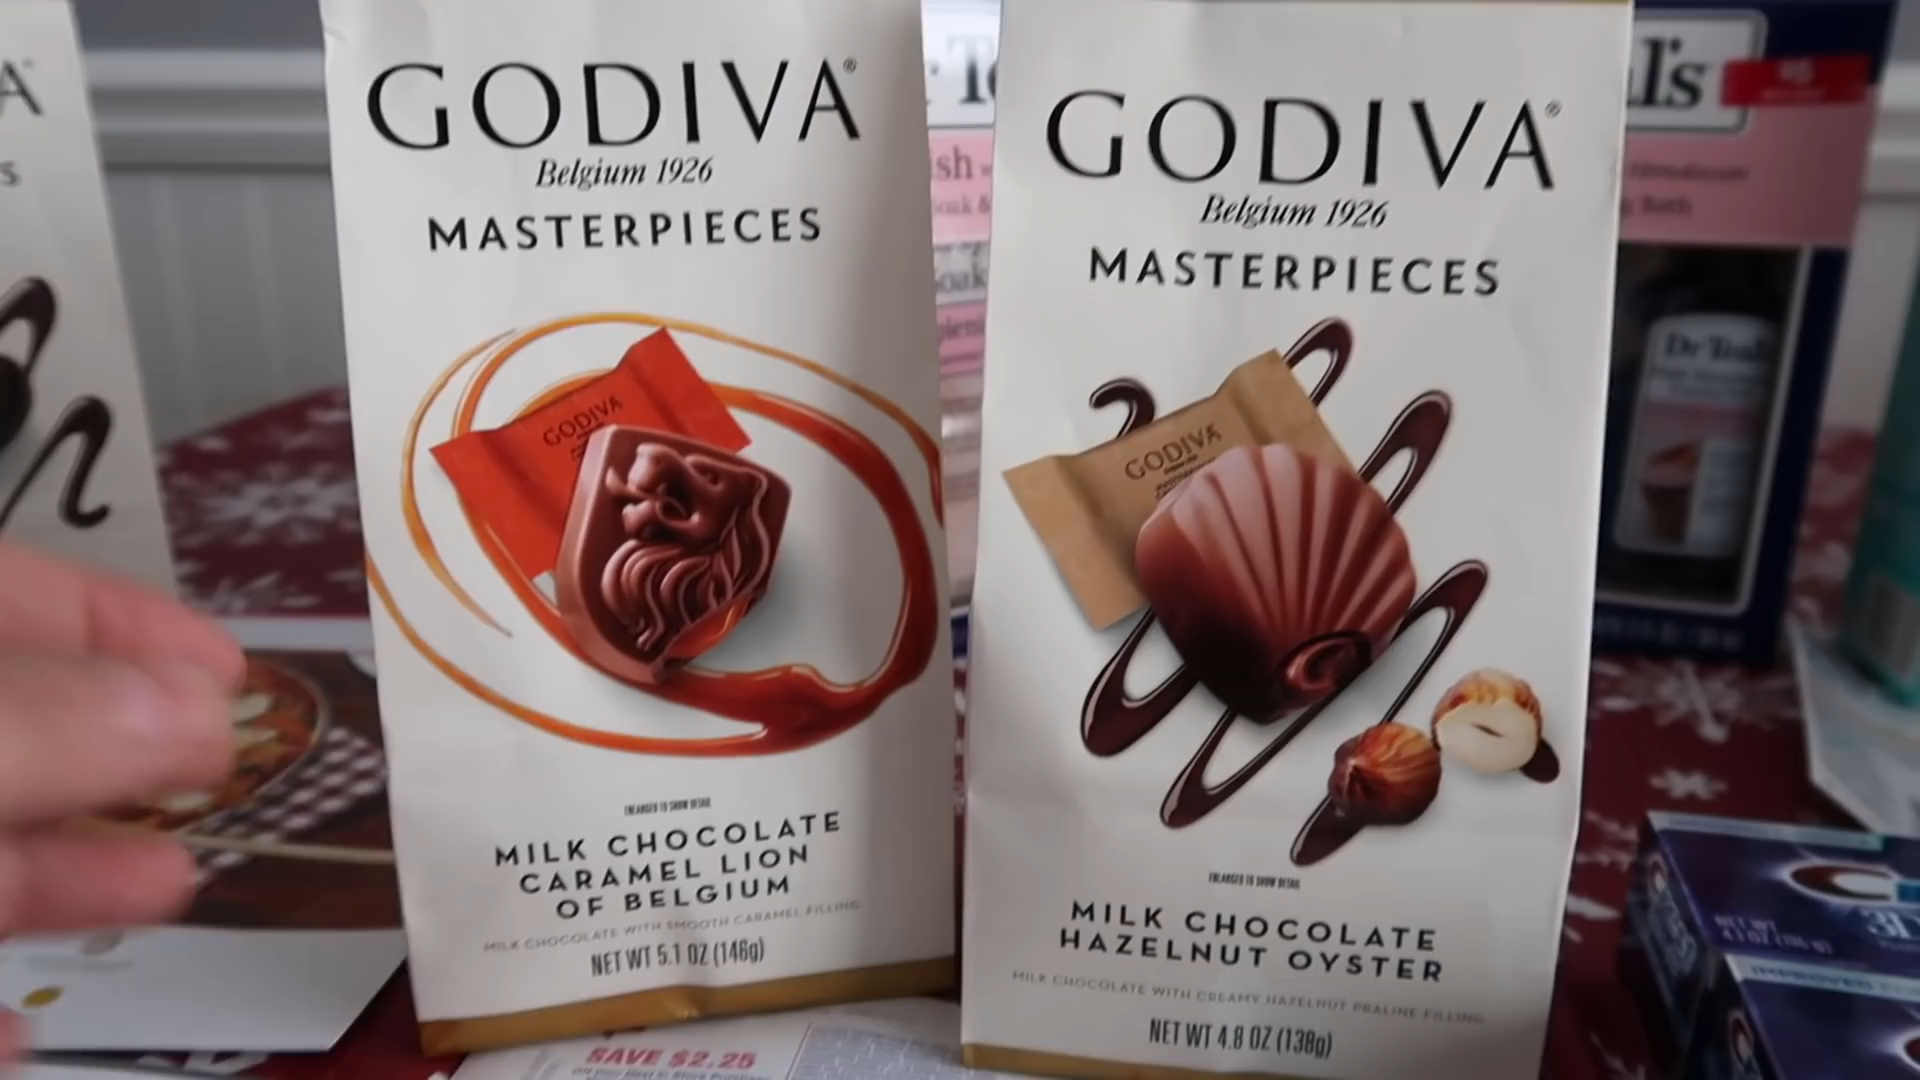 GODIVA®
Belgium 1926
MASTERPIECES
GODIVA
ENLARGED TO SHOW DETAIL
MILK CHOCOLATE
CARAMEL LION
OF BELGIUM
MILK CHOCOLATE WITH SMOOTH CARAMEL FILLING
NET WT 5.1 OZ (146g)
GODIVA®
Belgium 1926
MASTERPIECES
GODIVA
ENLARGED TO SHOW DETAIL
MILK CHOCOLATE
HAZELNUT OYSTER
MILK CHOCOLATE WITH CREAMY HAZELNUT PRALINE FILLING
NET WT 4.8 OZ (138g)
SAVE $2.25
Dr Teal
IMPROVED